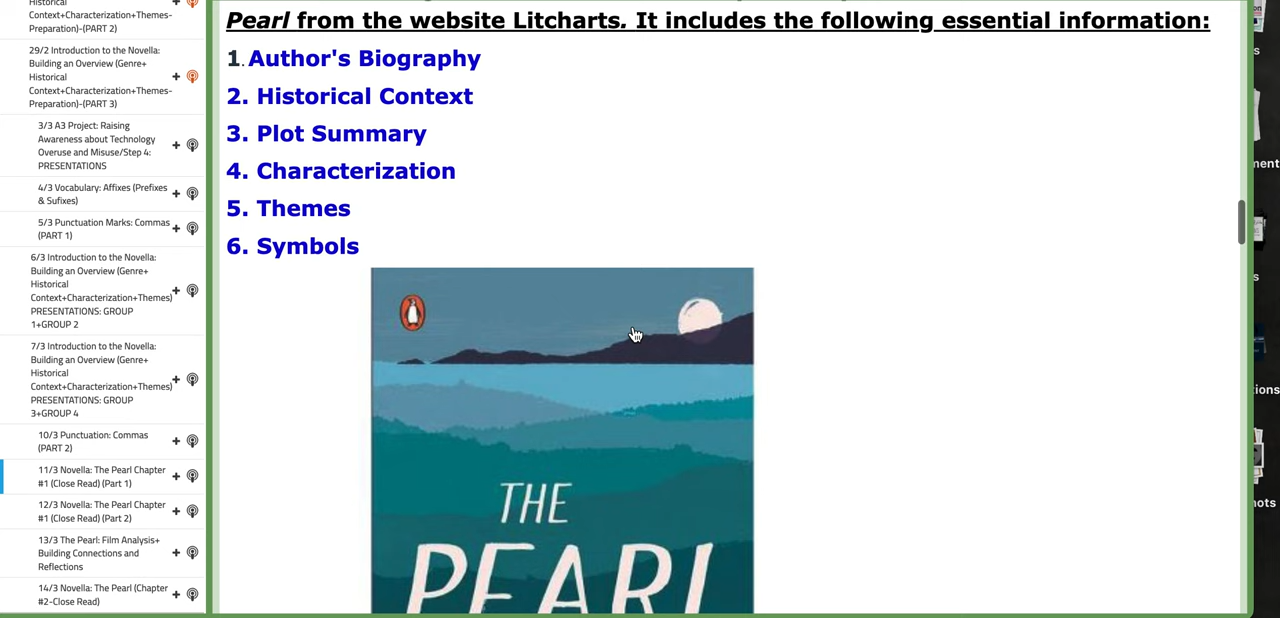 Historical
Context+Characterization+Themes-
Preparation)-(PART 2)
29/2 Introduction to the Novella:
Building an Overview (Genre+
Historical
Context+Characterization+Themes-
Preparation)-(PART 3)
3/3 A3 Project: Raising
Awareness about Technology
Overuse and Misuse/Step 4:
PRESENTATIONS
4/3 Vocabulary: Affixes (Prefixes
& Sufixes)
5/3 Punctuation Marks: Commas
(PART 1)
6/3 Introduction to the Novella:
Building an Overview (Genre+
Historical
Context+Characterization+Themes)
PRESENTATIONS: GROUP
1+GROUP 2
7/3 Introduction to the Novella:
Building an Overview (Genre+
Historical
Context+Characterization+Themes)
PRESENTATIONS: GROUP
3+GROUP 4
10/3 Punctuation: Commas
(PART 2)
11/3 Novella: The Pearl Chapter
#1 (Close Read) (Part 1)
12/3 Novella: The Pearl Chapter
#1 (Close Read) (Part 2)
13/3 The Pearl: Film Analysis+
Building Connections and
Reflections
14/3 Novella: The Pearl (Chapter
#2-Close Read)
Pearl from the website Litcharts. It includes the following essential information:
1. Author's Biography
2. Historical Context
3. Plot Summary
4. Characterization
5. Themes
6. Symbols
THE
PEARL